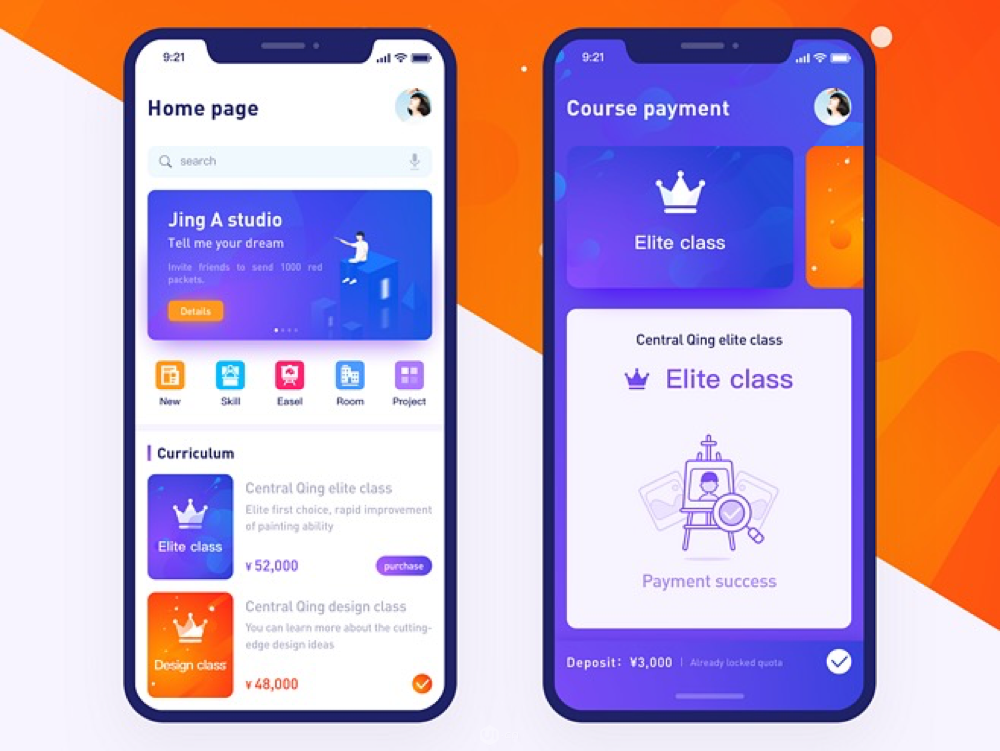 9:21
Home page
search
Jing A studio
Tell me your dream
Invite friends to send 1000 red
packets.
Details
New Skill Easel Room Project
Curriculum
Elite class
Central Qing elite class
Elite first choice, rapid improvement
of painting ability
¥ 52,000
purchase
Design class
Central Qing design class
You can learn more about the cutting-
edge design ideas
¥ 48,000
9:21
Course payment
Elite class
Central Qing elite class
Elite class
Payment success
Deposit: ¥3,000 | Already locked quota